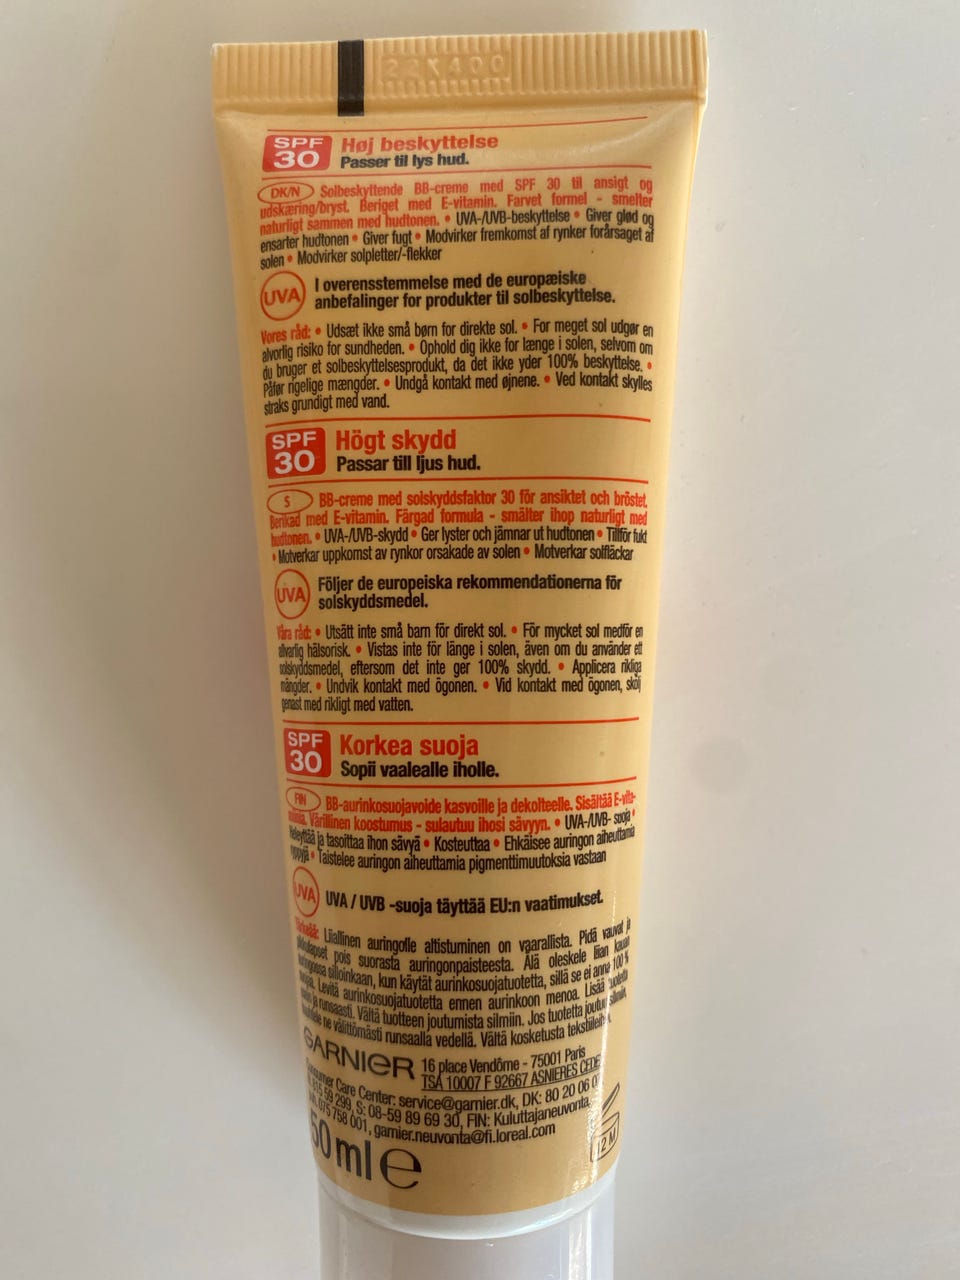 22K400
SPF
30
Høj beskyttelse
Passer til lys hud.
DK/N Solbeskyttende BB-creme med SPF 30 til ansigt og
udskæring/bryst. Beriget med E-vitamin. Farvet formel - smelter
naturligt sammen med hudtonen. • UVA-/UVB-beskyttelse • Giver glød og
ensarter hudtonen • Giver fugt • Modvirker fremkomst af rynker forårsaget af
solen • Modvirker solpletter/-flekker
UVA
I overensstemmelse med de europæiske
anbefalinger for produkter til solbeskyttelse.
Vores råd: • Udsæt ikke små børn for direkte sol. • For meget sol udgør en
alvorlig risiko for sundheden. • Ophold dig ikke for længe i solen, selvom om
du bruger et solbeskyttelsesprodukt, da det ikke yder 100% beskyttelse. •
Påfør rigelige mængder. • Undgå kontakt med øjnene. • Ved kontakt skylles
straks grundigt med vand.
SPF
30
Högt skydd
Passar till ljus hud.
S BB-creme med solskyddsfaktor 30 för ansiktet och bröstet.
Berikad med E-vitamin. Färgad formula - smälter ihop naturligt med
hudtonen. • UVA-/UVB-skydd • Ger lyster och jämnar ut hudtonen • Tillför fukt
• Motverkar uppkomst av rynkor orsakade av solen • Motverkar solfläckar
UVA
Följer de europeiska rekommendationerna för
solskyddsmedel.
Våra råd: • Utsätt inte små barn för direkt sol. • För mycket sol medför en
allvarlig hälsorisk. • Vistas inte för länge i solen, även om du använder ett
solskyddsmedel, eftersom det inte ger 100% skydd. • Applicera rikliga
mängder. • Undvik kontakt med ögonen. • Vid kontakt med ögonen, skölj
genast med rikligt med vatten.
SPF
30
Korkea suoja
Sopii vaalealle iholle.
FIN BB-aurinkosuojavoide kasvoille ja dekolteelle. Sisältää E-vita-
Värillinen koostumus - sulautuu ihosi sävyyn. • UVA-/UVB- suoja •
ja tasoittaa ihon sävyä • Kosteuttaa • Ehkäisee auringon aiheuttamia
• Taistelee auringon aiheuttamia pigmenttimuutoksia vastaan
UVA
UVA / UVB -suoja täyttää EU:n vaatimukset.
Liiallinen auringolle altistuminen on vaarallista. Pidä vauvat ja
pois suorasta auringonpaisteesta. Älä oleskele liian kauan
silloinkaan, kun käytät aurinkosuojatuotetta, sillä se ei anna 100 %
Levitä aurinkosuojatuotetta ennen aurinkoon menoa. Lisää tuotetta
ja runsaasti. Vältä tuotteen joutumista silmiin. Jos tuotetta joutuu silmiin,
ne välittömästi runsaalla vedellä. Vältä kosketusta tekstiileihin.
GARNIER
16 place Vendôme - 75001 Paris
TSA 10007 F 92667 ASNIERES CEDE
Consumer Care Center: service@garnier.dk, DK: 80 20 06 0
815 59 299, S: 08-59 89 69 30, FIN: Kuluttajaneuvonta,
075 758 001, garnier.neuvonta@fi.loreal.com
50 ml e
12 M